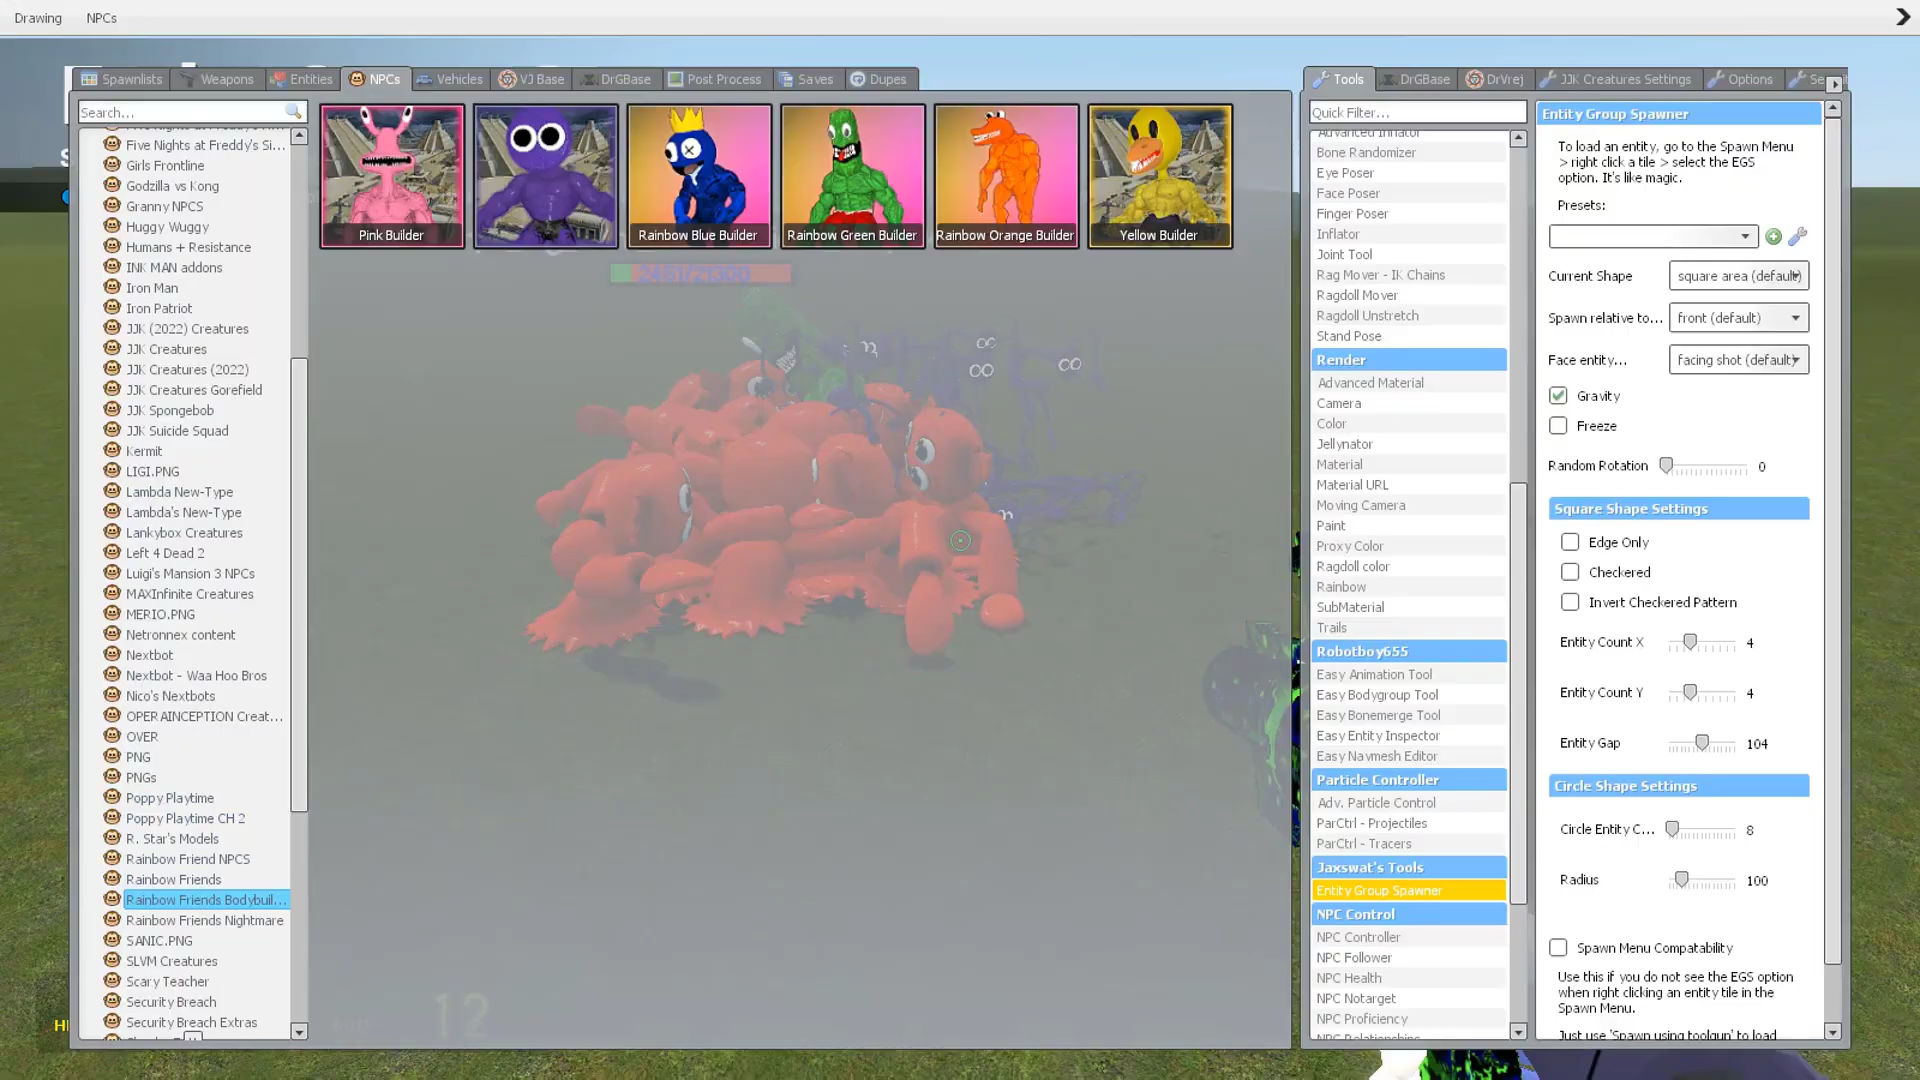 Drawing NPCs
Spawnlists Weapons Entities NPCs Vehicles VJ Base DrGBase Post Process Saves Dupes
Search...
Five Nights at Freddy's Si...
Girls Frontline
Godzilla vs Kong
Granny NPCS
Huggy Wuggy
Humans + Resistance
INK MAN addons
Iron Man
Iron Patriot
JJK (2022) Creatures
JJK Creatures
JJK Creatures (2022)
JJK Creatures Gorefield
JJK Spongebob
JJK Suicide Squad
Kermit
LIGI.PNG
Lambda New-Type
Lambda's New-Type
Lankybox Creatures
Left 4 Dead 2
Luigi's Mansion 3 NPCs
MAXInfinite Creatures
MERIO.PNG
Netronnex content
Nextbot
Nextbot - Waa Hoo Bros
Nico's Nextbots
OPERAINCEPTION Creat...
OVER
PNG
PNGs
Poppy Playtime
Poppy Playtime CH 2
R. Star's Models
Rainbow Friend NPCS
Rainbow Friends
Rainbow Friends Bodybuil...
Rainbow Friends Nightmare
SANIC.PNG
SLVM Creatures
Scary Teacher
Security Breach
Security Breach Extras
Pink Builder
Rainbow Blue Builder
Rainbow Green Builder
Rainbow Orange Builder
Yellow Builder
12
Tools DrGBase DrVrej JJK Creatures Settings Options
Quick Filter...
Advanced Inflator
Bone Randomizer
Eye Poser
Face Poser
Finger Poser
Inflator
Joint Tool
Rag Mover - IK Chains
Ragdoll Mover
Ragdoll Unstretch
Stand Pose
Render
Advanced Material
Camera
Color
Jellynator
Material
Material URL
Moving Camera
Paint
Proxy Color
Ragdoll color
Rainbow
SubMaterial
Trails
Robotboy655
Easy Animation Tool
Easy Bodygroup Tool
Easy Bonemerge Tool
Easy Entity Inspector
Easy Navmesh Editor
Particle Controller
Adv. Particle Control
ParCtrl - Projectiles
ParCtrl - Tracers
Jaxswat's Tools
Entity Group Spawner
NPC Control
NPC Controller
NPC Follower
NPC Health
NPC Notarget
NPC Proficiency
NPC Relationships
Entity Group Spawner
To load an entity, go to the Spawn Menu
> right click a tile > select the EGS
option. It's like magic.
Presets:
Current Shape square area (default)
Spawn relative to... front (default)
Face entity... facing shot (default)
Gravity
Freeze
Random Rotation 0
Square Shape Settings
Edge Only
Checkered
Invert Checkered Pattern
Entity Count X 4
Entity Count Y 4
Entity Gap 104
Circle Shape Settings
Circle Entity C... 8
Radius 100
Spawn Menu Compatability
Use this if you do not see the EGS option
when right clicking an entity tile in the
Spawn Menu.
Just use 'Spawn using toolgun' to load